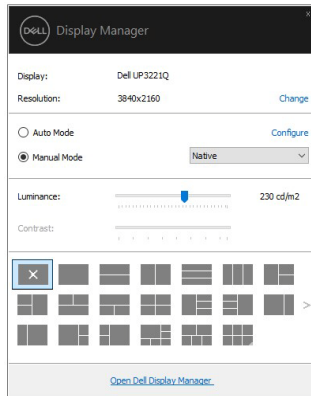 x
DELL Display Manager
Display: Dell UP3221Q
Resolution: 3840x2160 Change
Auto Mode Configure
Manual Mode Native
Luminance: 230 cd/m2
Contrast:
Open Dell Display Manager